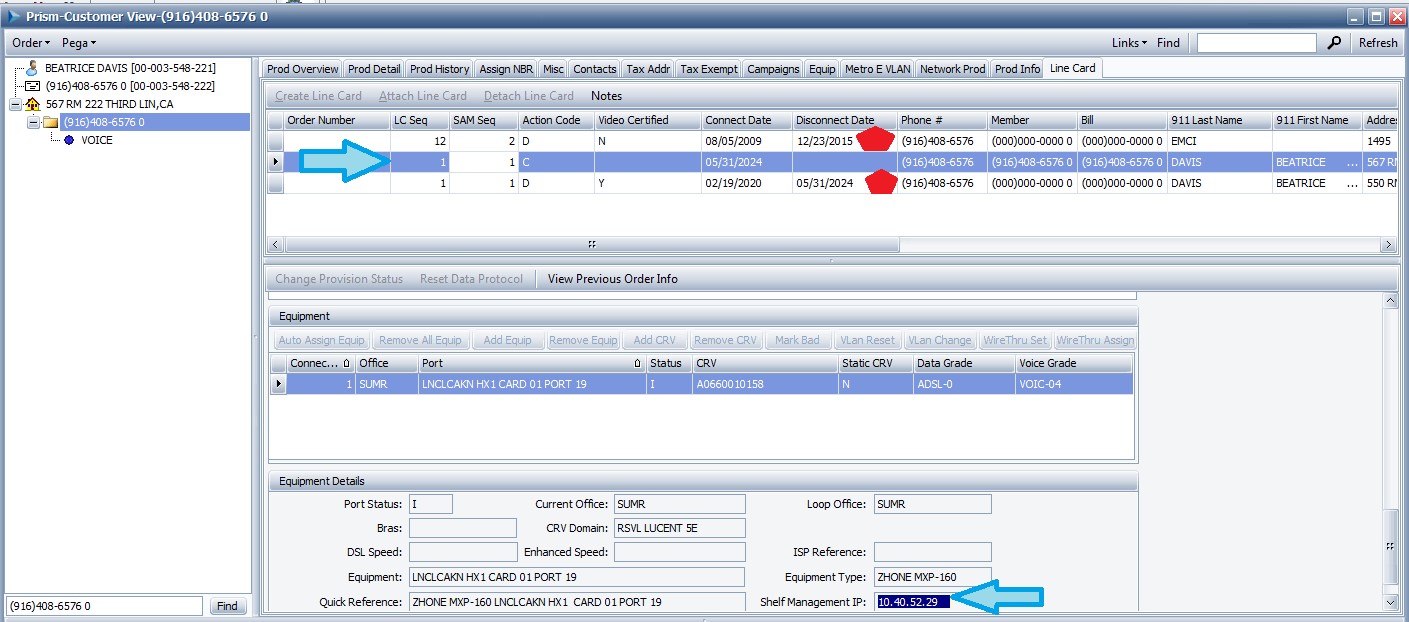 Prism-Customer View-(916)408-6576 0
Order Pega Links Find Refresh
BEATRICE DAVIS [00-003-548-221]
(916)408-6576 0 [00-003-548-222]
567 RM 222 THIRD LIN,CA
(916)408-6576 0
VOICE
(916)408-6576 0 Find
Prod Overview Prod Detail Prod History Assign NBR Misc Contacts Tax Addr Tax Exempt Campaigns Equip Metro E VLAN Network Prod Prod Info Line Card
Create Line Card Attach Line Card Detach Line Card Notes
Order Number LC Seq SAM Seq Action Code Video Certified Connect Date Disconnect Date Phone # Member Bill 911 Last Name 911 First Name Addres
12 2 D N 08/05/2009 12/23/2015 (916)408-6576 (000)000-0000 0 (000)000-0000 0 EMCI 1495
1 1 C 05/31/2024 (916)408-6576 (916)408-6576 0 (916)408-6576 0 DAVIS BEATRICE ... 567 RM
1 1 D Y 02/19/2020 05/31/2024 (916)408-6576 (000)000-0000 0 (000)000-0000 0 DAVIS BEATRICE ... 550 RM
Change Provision Status Reset Data Protocol View Previous Order Info
Equipment
Auto Assign Equip Remove All Equip Add Equip Remove Equip Add CRV Remove CRV Mark Bad VLan Reset VLan Change WireThru Set WireThru Assign
Connec... Office Port Status CRV Static CRV Data Grade Voice Grade
1 SUMR LNCLCAKN HX1 CARD 01 PORT 19 I A0660010158 N ADSL-0 VOIC-04
Equipment Details
Port Status: I Current Office: SUMR Loop Office: SUMR
Bras: CRV Domain: RSVL LUCENT 5E
DSL Speed: Enhanced Speed: ISP Reference:
Equipment: LNCLCAKN HX1 CARD 01 PORT 19 Equipment Type: ZHONE MXP-160
Quick Reference: ZHONE MXP-160 LNCLCAKN HX1 CARD 01 PORT 19 Shelf Management IP: 10.40.52.29